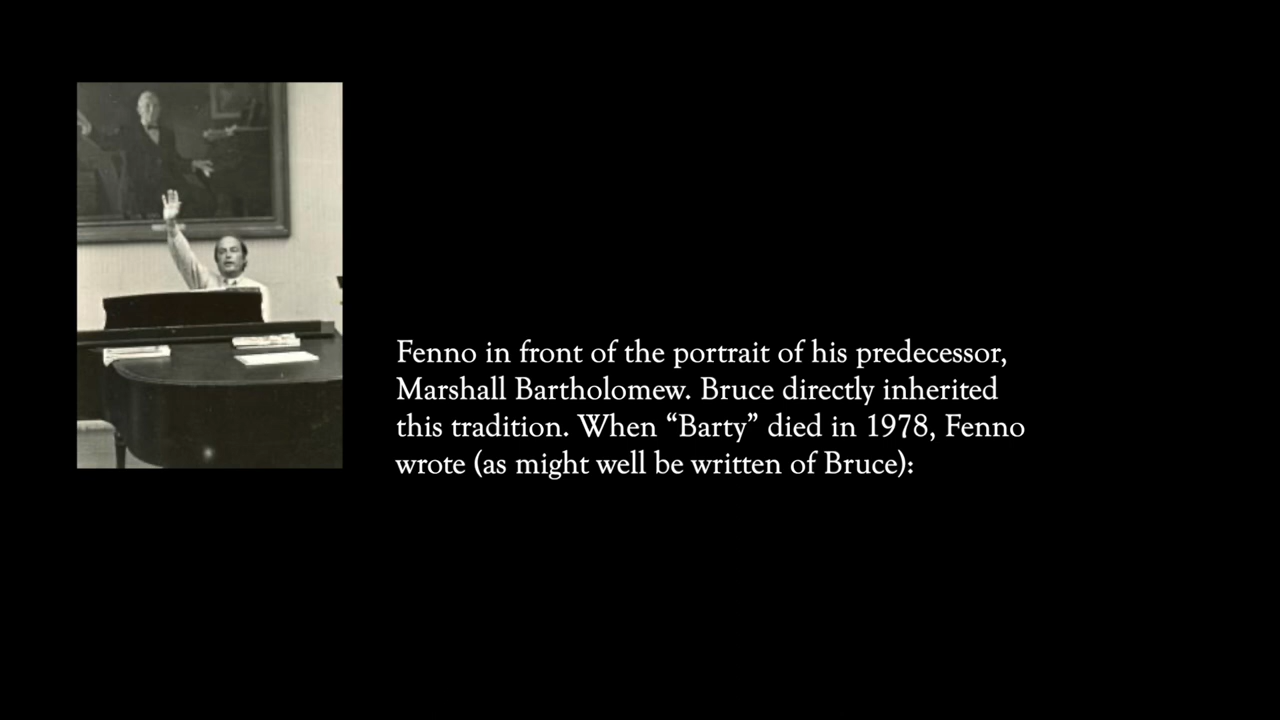 Fenno in front of the portrait of his predecessor,
Marshall Bartholomew. Bruce directly inherited
this tradition. When “Barty” died in 1978, Fenno
wrote (as might well be written of Bruce):